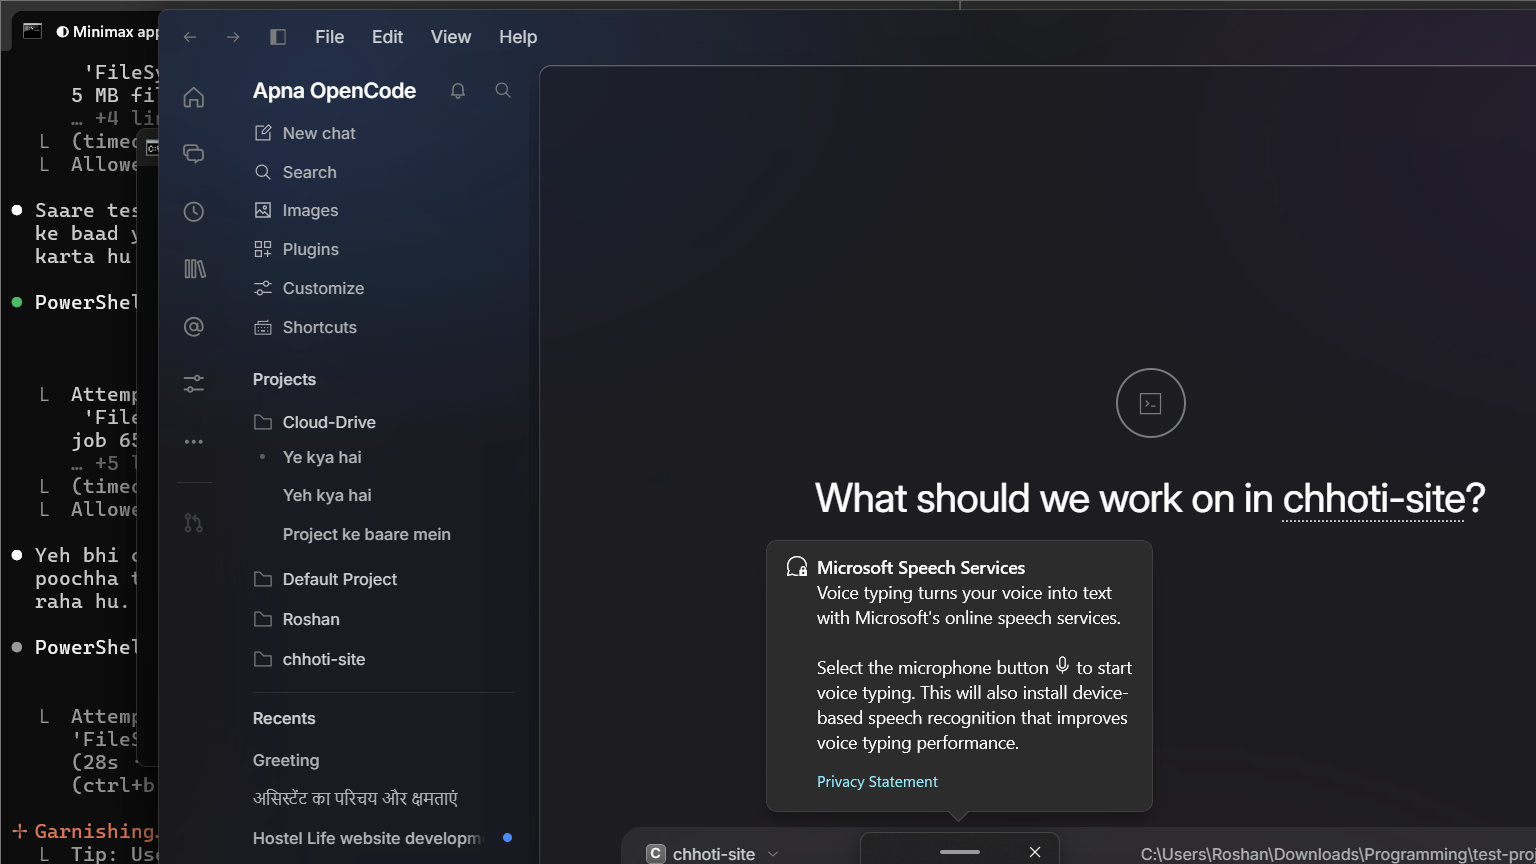 Minimax app
'FileSy
5 MB fil
… +4 lin
(timed
Allowe
Saare tes
ke baad y
karta hu
PowerShel
Attemp
'File
job 65
… +5 l
(timed
Allowe
Yeh bhi
poochha t
raha hu.
PowerShel
Attemp
'FileS
(28s ·
(ctrl+b
Garnishing…
Tip: Use
File Edit View Help
Apna OpenCode
New chat
Search
Images
Plugins
Customize
Shortcuts
Projects
Cloud-Drive
Ye kya hai
Yeh kya hai
Project ke baare mein
Default Project
Roshan
chhoti-site
Recents
Greeting
असिस्टेंट का परिचय और क्षमताएं
Hostel Life website developm
What should we work on in chhoti-site?
Microsoft Speech Services
Voice typing turns your voice into text
with Microsoft's online speech services.
Select the microphone button to start
voice typing. This will also install device-
based speech recognition that improves
voice typing performance.
Privacy Statement
C chhoti-site
C:\Users\Roshan\Downloads\Programming\test-pro